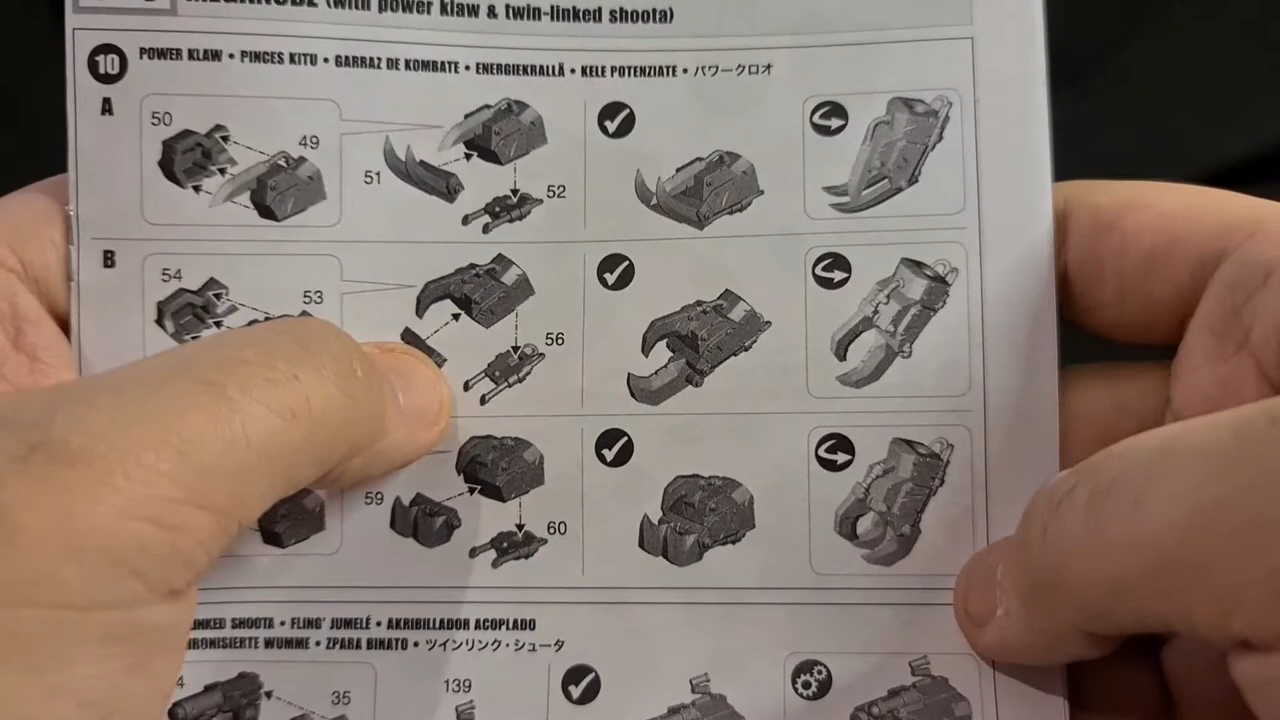 (with power klaw & twin-linked shoota)
10 POWER KLAW • PINCES KITU • GARRAZ DE KOMBATE • ENERGIEKRALLÄ • KELE POTENZIATE • パワークロオ
A
50
49
51
52
B
54
53
56
59
60
SHOOTA • FLING' JUMELÉ • AKRIBILLADOR ACOPLADO
WUMME • ZPARA BINATO • ツインリンク・シュータ
35
139